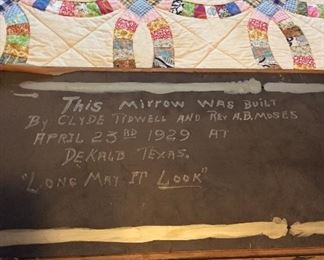 This Mirrow was Built
By Clyde Tidwell and Rev A.B. Moses
April 23RD 1929 at
DeKalb Texas.
"Long May It Look"